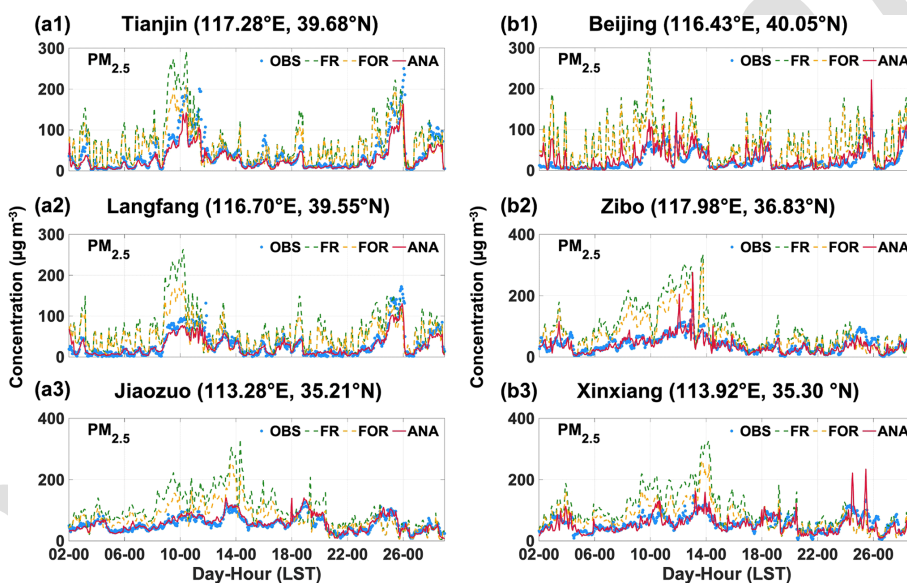 (a1) Tianjin (117.28°E, 39.68°N)
(b1) Beijing (116.43°E, 40.05°N)
300
PM2.5
OBS FR FOR ANA
200
100
0
300
PM2.5
OBS FR FOR ANA
200
100
0
(a2) Langfang (116.70°E, 39.55°N)
(b2) Zibo (117.98°E, 36.83°N)
Concentration (µg m-3)
300
PM2.5
OBS FR FOR ANA
200
100
0
Concentration (µg m-3)
400
PM2.5
OBS FR FOR ANA
200
0
(a3) Jiaozuo (113.28°E, 35.21°N)
(b3) Xinxiang (113.92°E, 35.30 °N)
400
PM2.5
OBS FR FOR ANA
200
0
400
PM2.5
OBS FR FOR ANA
200
0
02-00 06-00 10-00 14-00 18-00 22-00 26-00
Day-Hour (LST)
02-00 06-00 10-00 14-00 18-00 22-00 26-00
Day-Hour (LST)